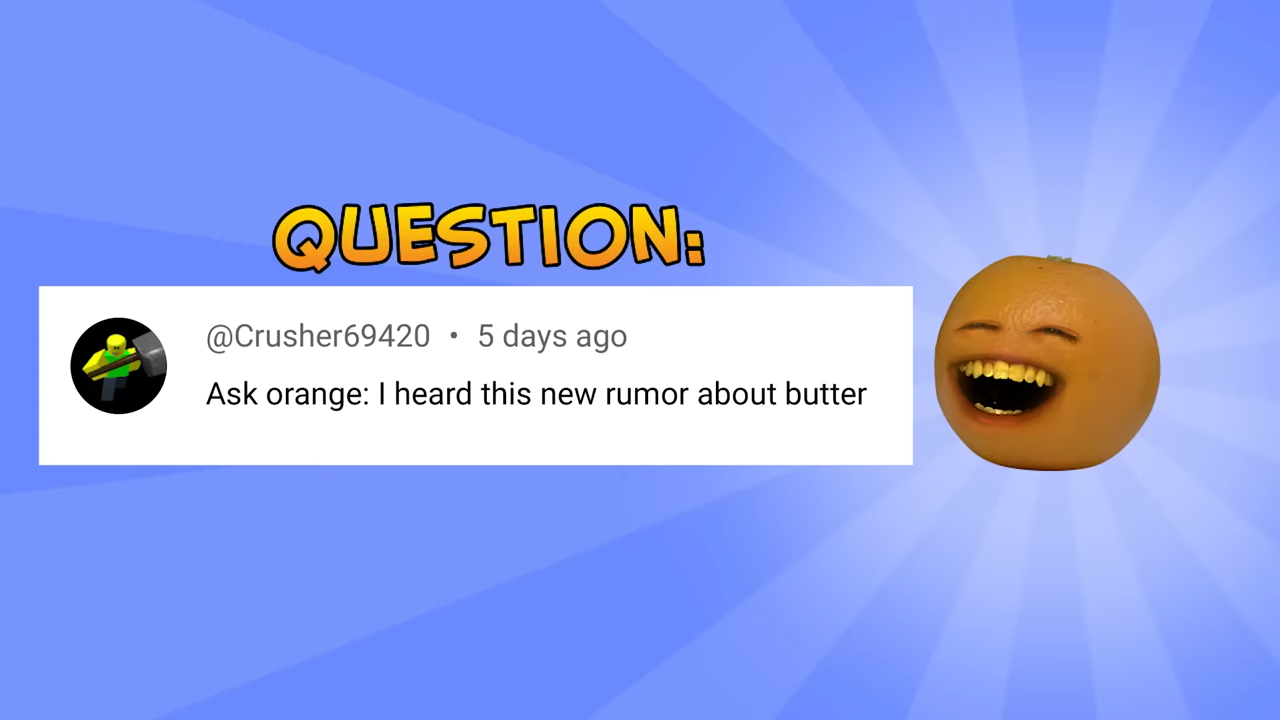 QUESTION:
@Crusher69420 • 5 days ago
Ask orange: I heard this new rumor about butter